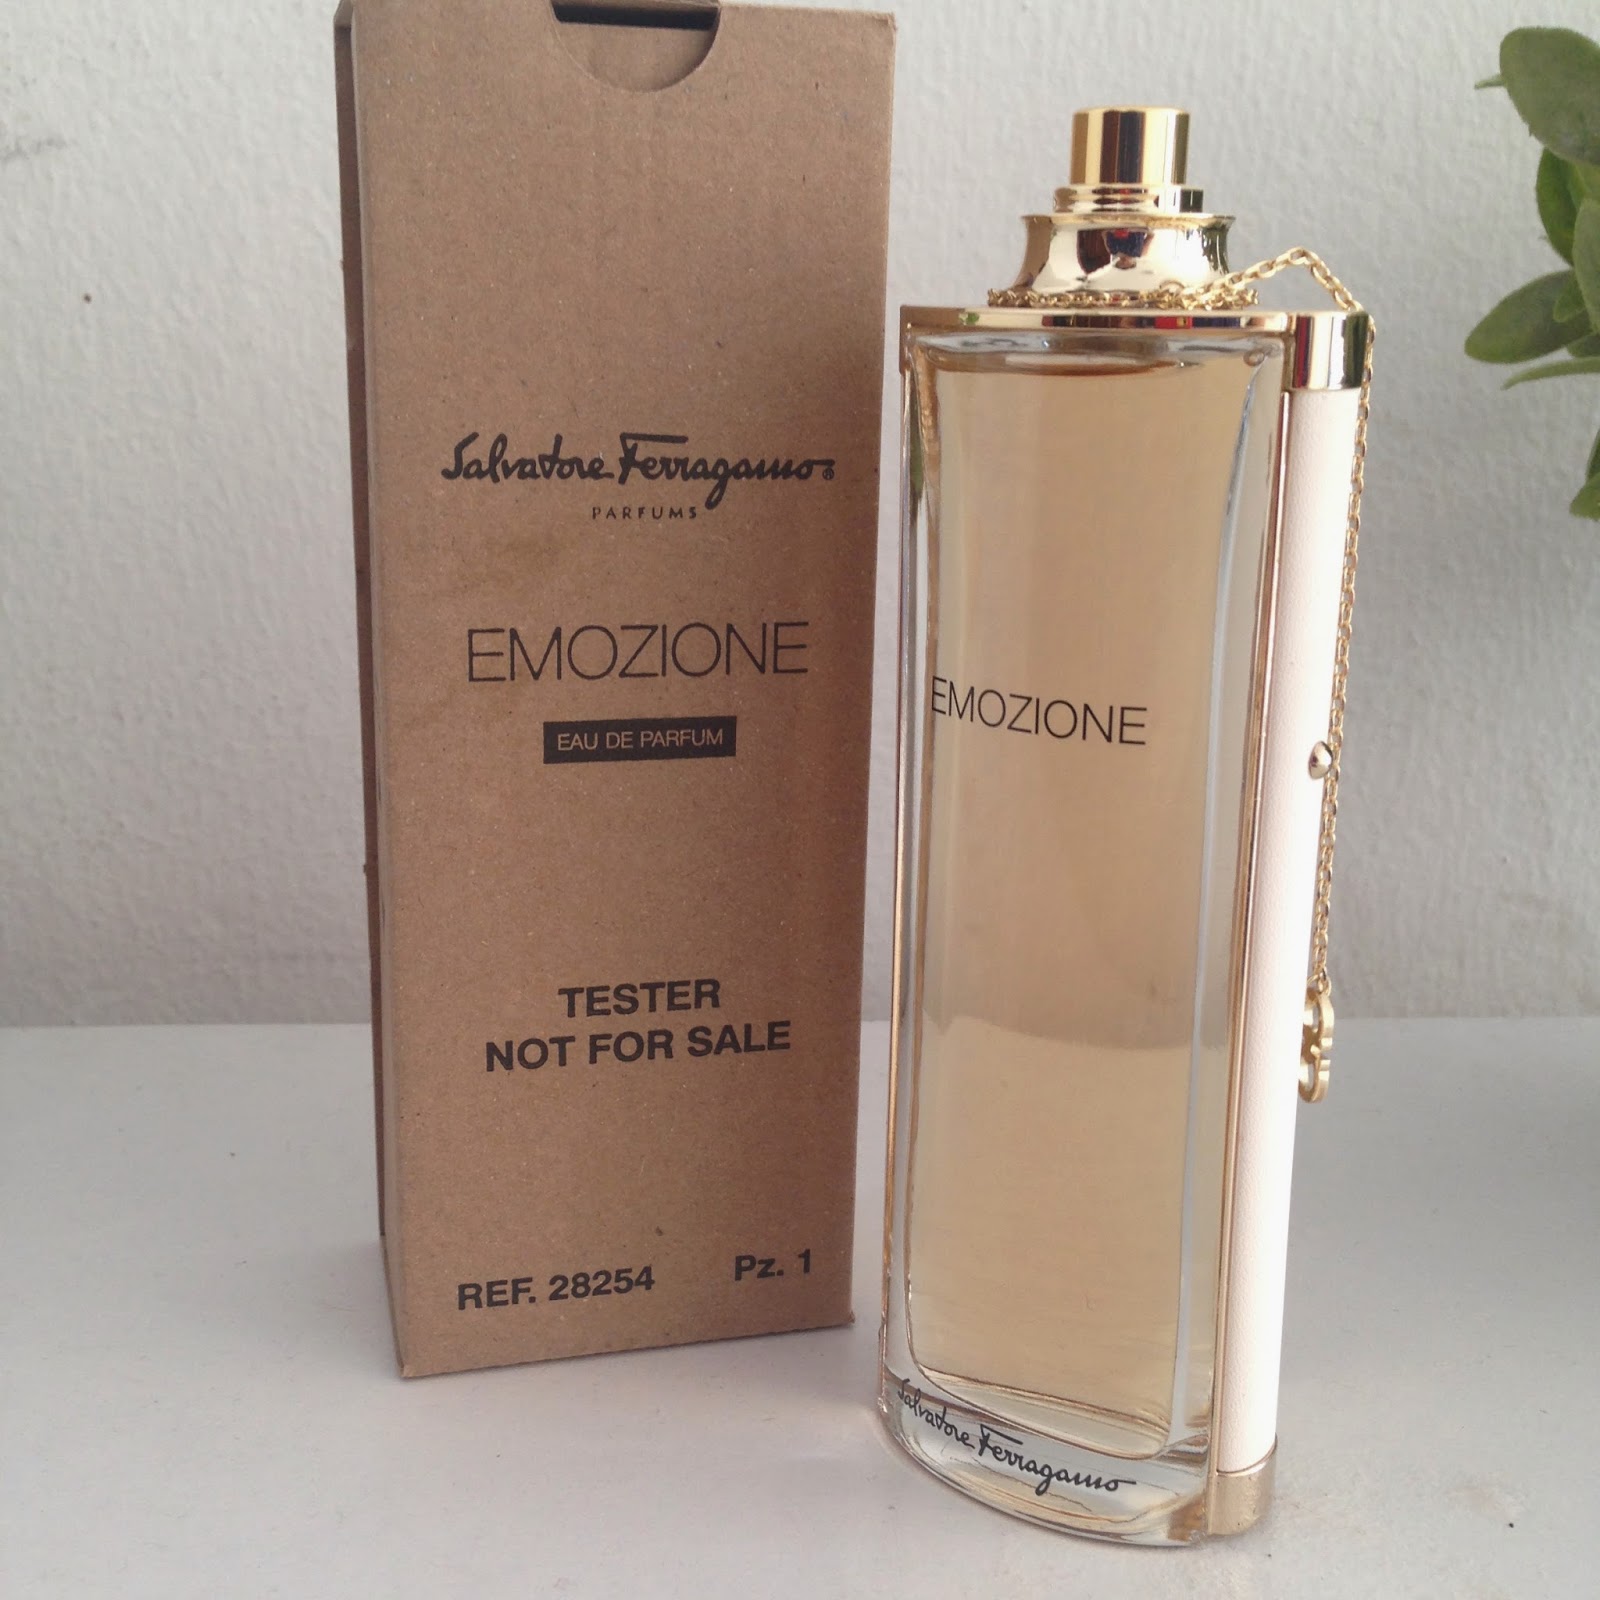 Salvatore Ferragamo®
PARFUMS
EMOZIONE
EAU DE PARFUM
TESTER
NOT FOR SALE
REF. 28254 Pz. 1
EMOZIONE
Salvatore Ferragamo